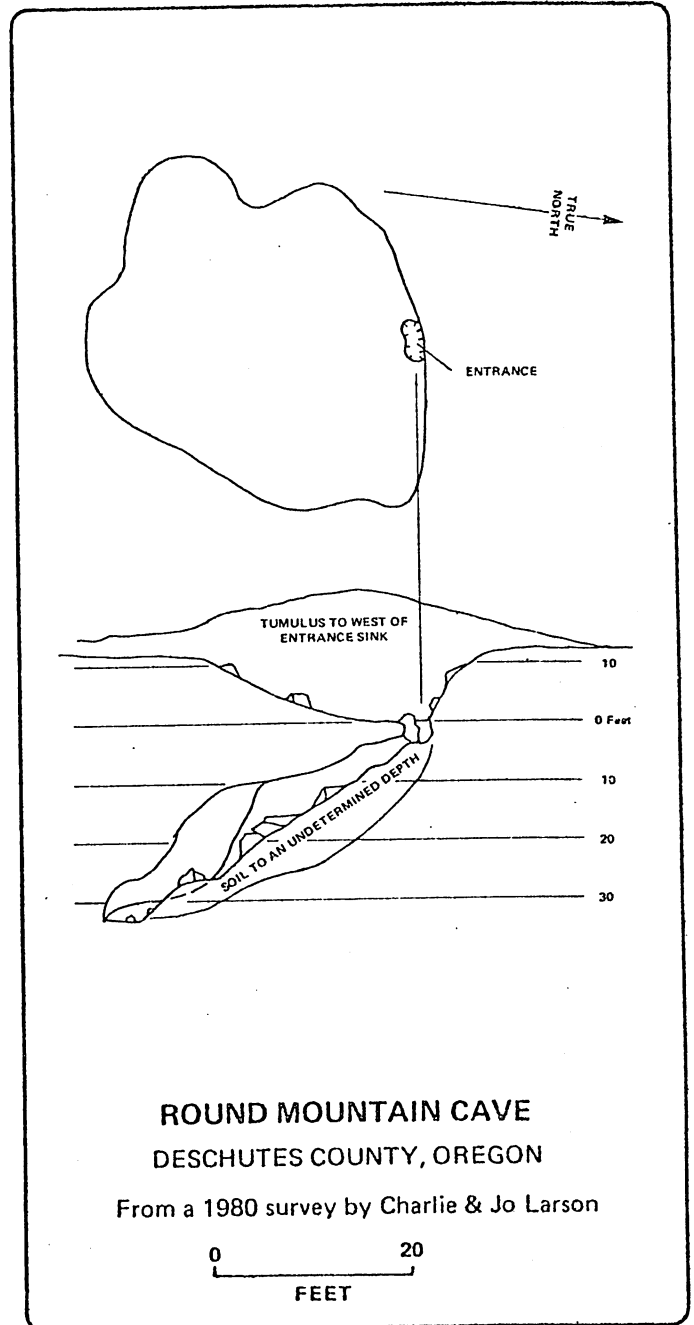 TRUE
NORTH
ENTRANCE
TUMULUS TO WEST OF
ENTRANCE SINK
10
0 Feet
10
20
30
SOIL TO AN UNDETERMINED DEPTH
ROUND MOUNTAIN CAVE
DESCHUTES COUNTY, OREGON
From a 1980 survey by Charlie & Jo Larson
0 20
FEET